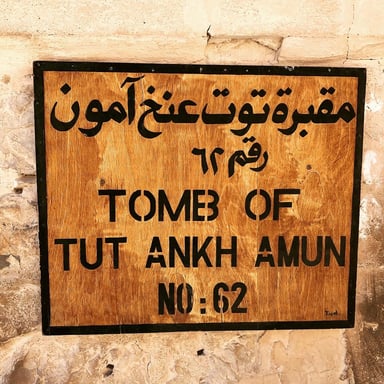 مقبرة توت عنخ آمون
رقم ٦٢
TOMB OF
TUT ANKH AMUN
NO: 62